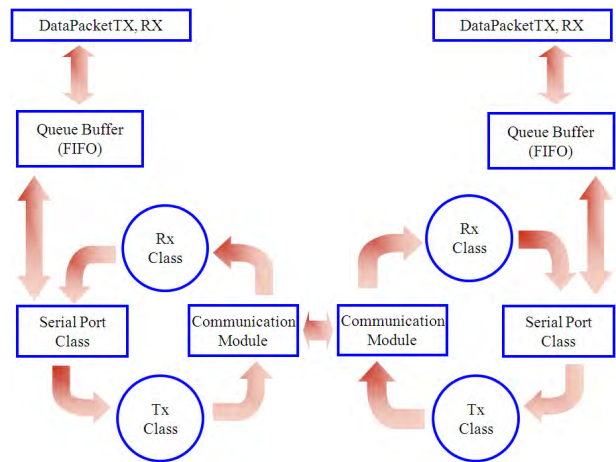 DataPacketTX, RX
DataPacketTX, RX
Queue Buffer
(FIFO)
Queue Buffer
(FIFO)
Rx
Class
Rx
Class
Serial Port
Class
Communication
Module
Communication
Module
Serial Port
Class
Tx
Class
Tx
Class